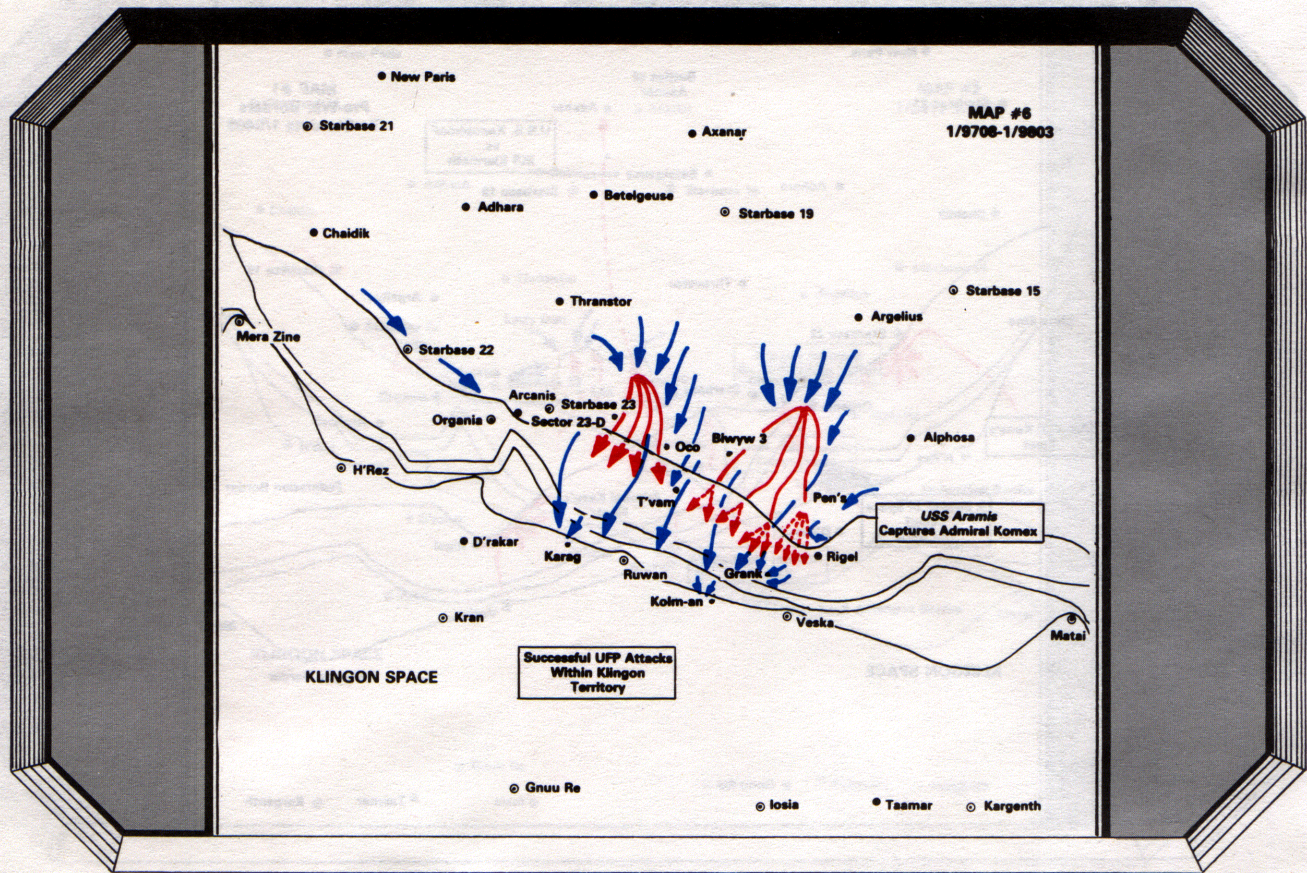 New Paris
MAP #6
1/9708-1/9803
Starbase 21
Axanar
Betelgeuse
Adhara
Starbase 19
Chaidik
Starbase 15
Thranstor
Argelius
Mera Zine
Starbase 22
Arcanis
Starbase 23
Organia
Sector 23-D
Oco
Blwyw 3
Alphosa
H'Rez
T'vam
Pen's
USS Aramis
Captures Admiral Komex
D'rakar
Karag
Rigel
Ruwan
Grank
Kolm-an
Kran
Veska
Matai
KLINGON SPACE
Successful UFP Attacks
Within Klingon
Territory
Gnuu Re
Iosia
Taamar
Kargenth